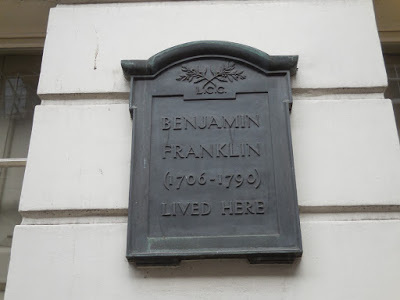 L.C.C.
BENJAMIN
FRANKLIN
(1706-1790)
LIVED HERE